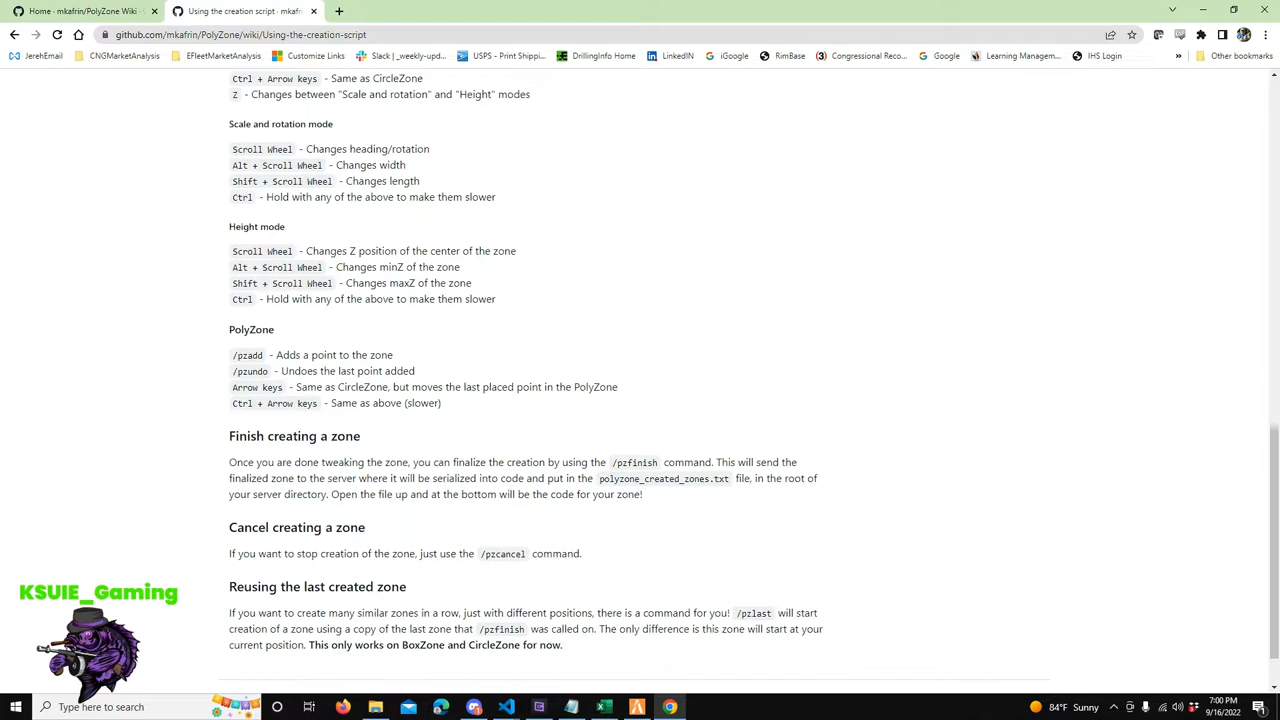 Home · mkafrin/PolyZone Wiki ·
Using the creation script · mkafri
github.com/mkafrin/PolyZone/wiki/Using-the-creation-script
JerehEmail
CNGMarketAnalysis
EFleetMarketAnalysis
Customize Links
Slack | _weekly-upd...
USPS - Print Shippi...
DrillingInfo Home
LinkedIN
iGoogle
RimBase
Congressional Reco...
Google
Learning Managem...
IHS Login
»
Other bookmarks
Ctrl + Arrow keys - Same as CircleZone
Z - Changes between "Scale and rotation" and "Height" modes
Scale and rotation mode
Scroll Wheel - Changes heading/rotation
Alt + Scroll Wheel - Changes width
Shift + Scroll Wheel - Changes length
Ctrl - Hold with any of the above to make them slower
Height mode
Scroll Wheel - Changes Z position of the center of the zone
Alt + Scroll Wheel - Changes minZ of the zone
Shift + Scroll Wheel - Changes maxZ of the zone
Ctrl - Hold with any of the above to make them slower
PolyZone
/pzadd - Adds a point to the zone
/pzundo - Undoes the last point added
Arrow keys - Same as CircleZone, but moves the last placed point in the PolyZone
Ctrl + Arrow keys - Same as above (slower)
Finish creating a zone
Once you are done tweaking the zone, you can finalize the creation by using the /pzfinish command. This will send the
finalized zone to the server where it will be serialized into code and put in the polyzone_created_zones.txt file, in the root of
your server directory. Open the file up and at the bottom will be the code for your zone!
Cancel creating a zone
If you want to stop creation of the zone, just use the /pzcancel command.
Reusing the last created zone
If you want to create many similar zones in a row, just with different positions, there is a command for you! /pzlast will start
creation of a zone using a copy of the last zone that /pzfinish was called on. The only difference is this zone will start at your
current position. This only works on BoxZone and CircleZone for now.
KSUIE_Gaming
Type here to search
84°F Sunny
7:00 PM
9/16/2022